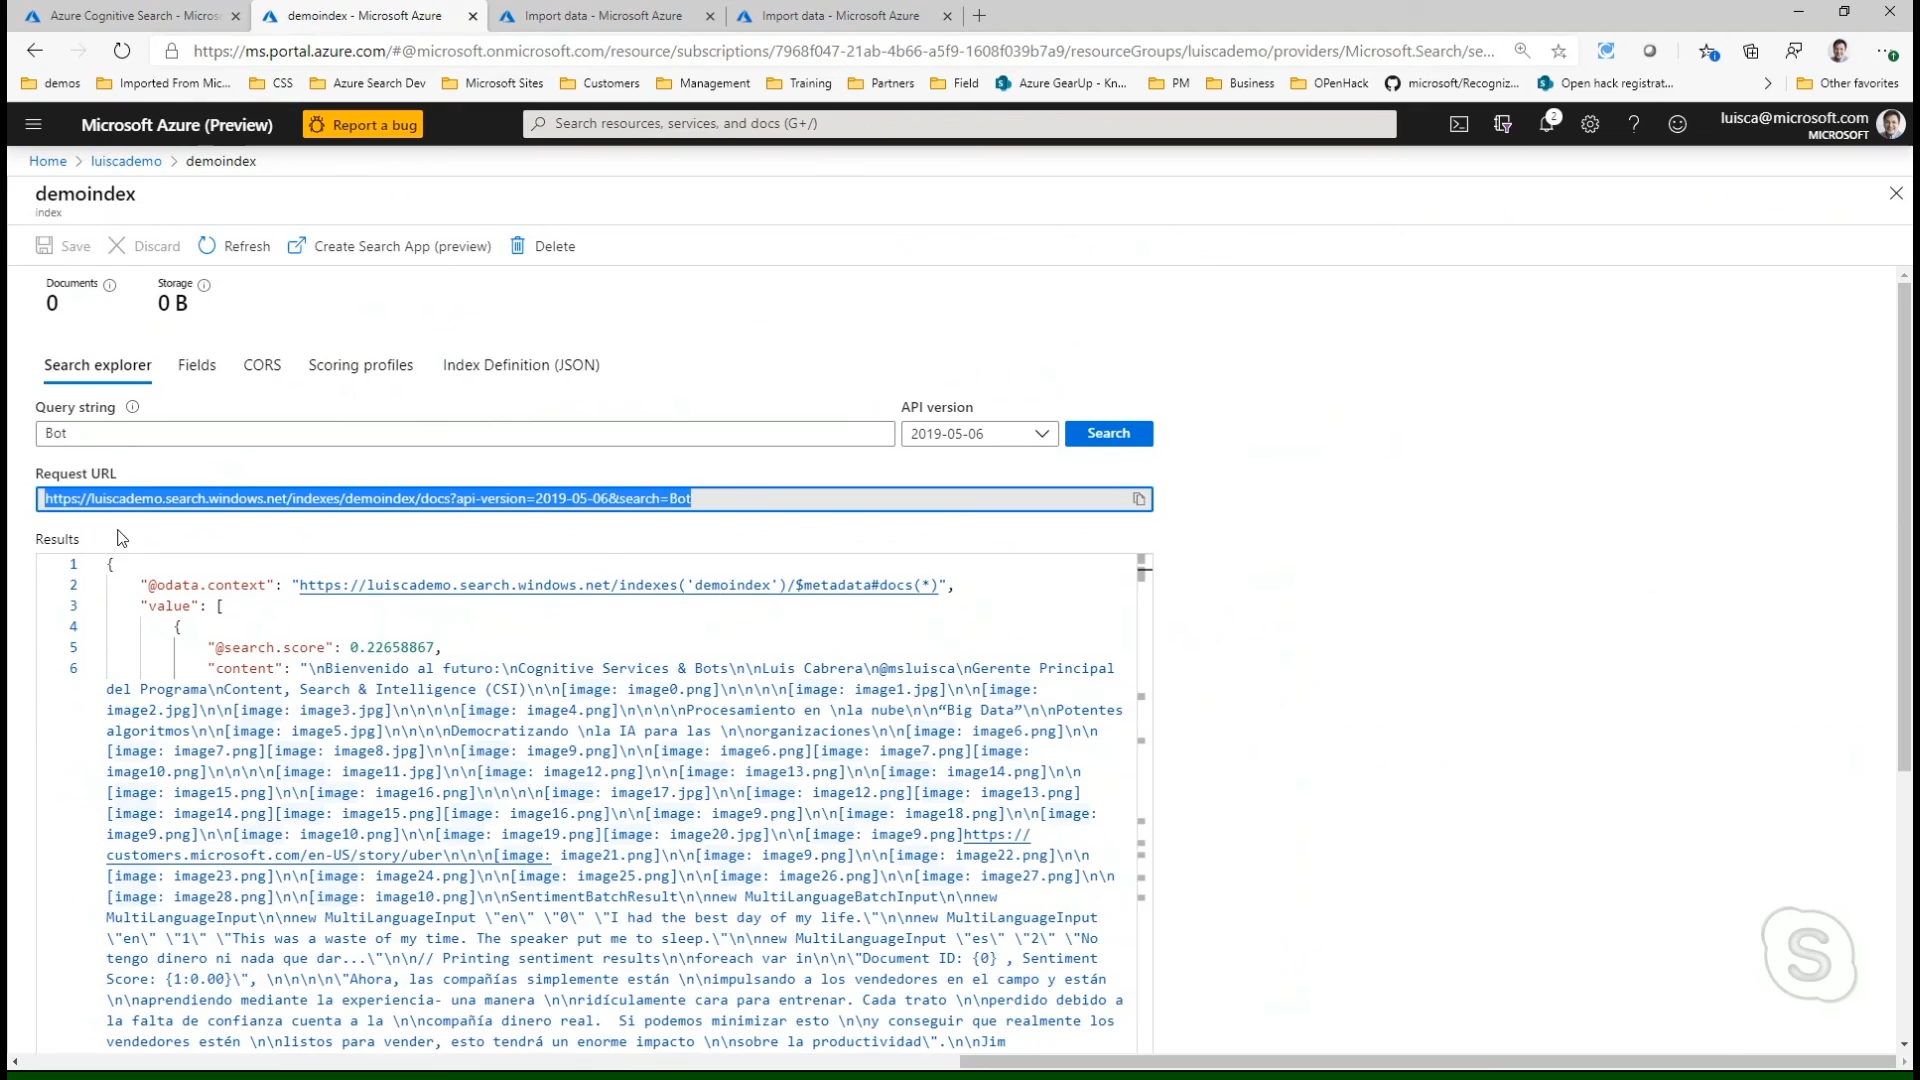 Azure Cognitive Search - Micros
demoindex - Microsoft Azure
Import data - Microsoft Azure
Import data - Microsoft Azure
https://ms.portal.azure.com/#@microsoft.onmicrosoft.com/resource/subscriptions/7968f047-21ab-4b66-a5f9-1608f039b7a9/resourceGroups/luiscademo/providers/Microsoft.Search/se...
demos
Imported From Mic...
CSS
Azure Search Dev
Microsoft Sites
Customers
Management
Training
Partners
Field
Azure GearUp - Kn...
PM
Business
OPenHack
microsoft/Recogniz...
Open hack registrat...
Other favorites
Microsoft Azure (Preview)
Report a bug
Search resources, services, and docs (G+/)
2
luisca@microsoft.com
MICROSOFT
Home > luiscademo > demoindex
demoindex
index
Save
Discard
Refresh
Create Search App (preview)
Delete
Documents
0
Storage
0 B
Search explorer
Fields
CORS
Scoring profiles
Index Definition (JSON)
Query string
API version
Bot
2019-05-06
Search
Request URL
https://luiscademo.search.windows.net/indexes/demoindex/docs?api-version=2019-05-06&search=Bot
Results
1 {
2 "@odata.context": "https://luiscademo.search.windows.net/indexes('demoindex')/$metadata#docs(*)",
3 "value": [
4 {
5 "@search.score": 0.22658867,
6 "content": "\nBienvenido al futuro:\nCognitive Services & Bots\n\nLuis Cabrera\n@msluisca\nGerente Principal
del Programa\nContent, Search & Intelligence (CSI)\n\n[image: image0.png]\n\n\n\n[image: image1.jpg]\n\n[image:
image2.jpg]\n\n[image: image3.jpg]\n\n\n\n[image: image4.png]\n\n\n\nProcesamiento en \nla nube\n\n“Big Data”\n\nPotentes
algoritmos\n\n[image: image5.jpg]\n\n\n\nDemocratizando \nla IA para las \norganizaciones\n\n[image: image6.png]\n\n
[image: image7.png][image: image8.jpg]\n\n[image: image9.png]\n\n[image: image6.png][image: image7.png][image:
image10.png]\n\n\n\n[image: image11.jpg]\n\n[image: image12.png]\n\n[image: image13.png]\n\n[image: image14.png]\n\n
[image: image15.png]\n\n[image: image16.png]\n\n\n\n[image: image17.jpg]\n\n[image: image12.png][image: image13.png]
[image: image14.png][image: image15.png][image: image16.png]\n\n[image: image9.png]\n\n[image: image18.png]\n\n[image:
image9.png]\n\n[image: image10.png]\n\n[image: image19.png][image: image20.jpg]\n\n[image: image9.png]https://
customers.microsoft.com/en-US/story/uber\n\n\n[image: image21.png]\n\n[image: image9.png]\n\n[image: image22.png]\n\n
[image: image23.png]\n\n[image: image24.png]\n\n[image: image25.png]\n\n[image: image26.png]\n\n[image: image27.png]\n\n
[image: image28.png]\n\n[image: image10.png]\n\nSentimentBatchResult\n\nnew MultiLanguageBatchInput\n\nnew
MultiLanguageInput\n\nnew MultiLanguageInput \"en\" \"0\" \"I had the best day of my life.\"\n\nnew MultiLanguageInput
\"en\" \"1\" \"This was a waste of my time. The speaker put me to sleep.\"\n\nnew MultiLanguageInput \"es\" \"2\" \"No
tengo dinero ni nada que dar...\"\n\n// Printing sentiment results\n\nforeach var in\n\n\"Document ID: {0} , Sentiment
Score: {1:0.00}\", \n\n\n\n\"Ahora, las compañías simplemente están \n\nimpulsando a los vendedores en el campo y están
\n\naprendiendo mediante la experiencia- una manera \n\nridículamente cara para entrenar. Cada trato \n\nperdido debido a
la falta de confianza cuenta a la \n\ncompañía dinero real.  Si podemos minimizar esto \n\ny conseguir que realmente los
vendedores estén \n\nlistos para vender, esto tendrá un enorme impacto \n\nsobre la productividad\".\n\nJim